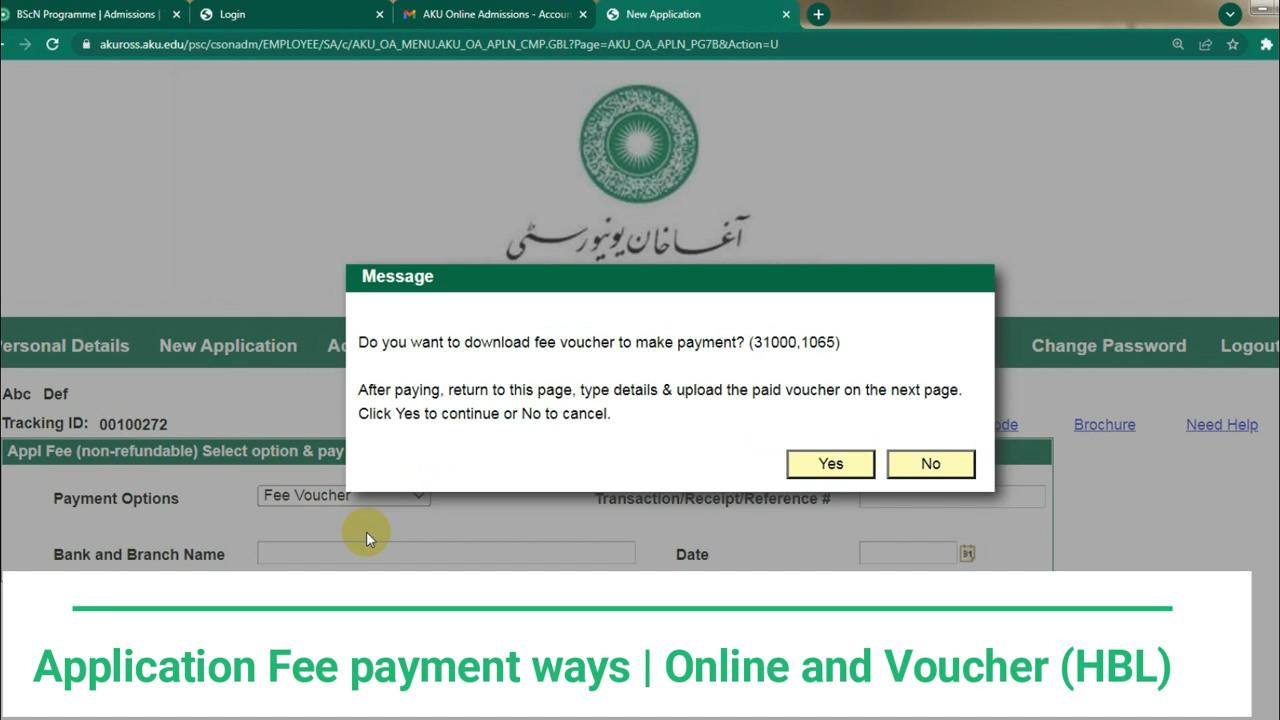 BScN Programme | Admissions |
Login
AKU Online Admissions - Accoun
New Application
akuross.aku.edu/psc/csonadm/EMPLOYEE/SA/c/AKU_OA_MENU.AKU_OA_APLN_CMP.GBL?Page=AKU_OA_APLN_PG7B&Action=U
آغا خان یونیورسٹی
Message
Do you want to download fee voucher to make payment? (31000,1065)
After paying, return to this page, type details & upload the paid voucher on the next page.
Click Yes to continue or No to cancel.
Yes No
ersonal Details New Application Ac Change Password Logout
Abc Def
Tracking ID: 00100272
ode Brochure Need Help
Appl Fee (non-refundable) Select option & pay
Payment Options Fee Voucher Transaction/Receipt/Reference #
Bank and Branch Name Date
Application Fee payment ways | Online and Voucher (HBL)